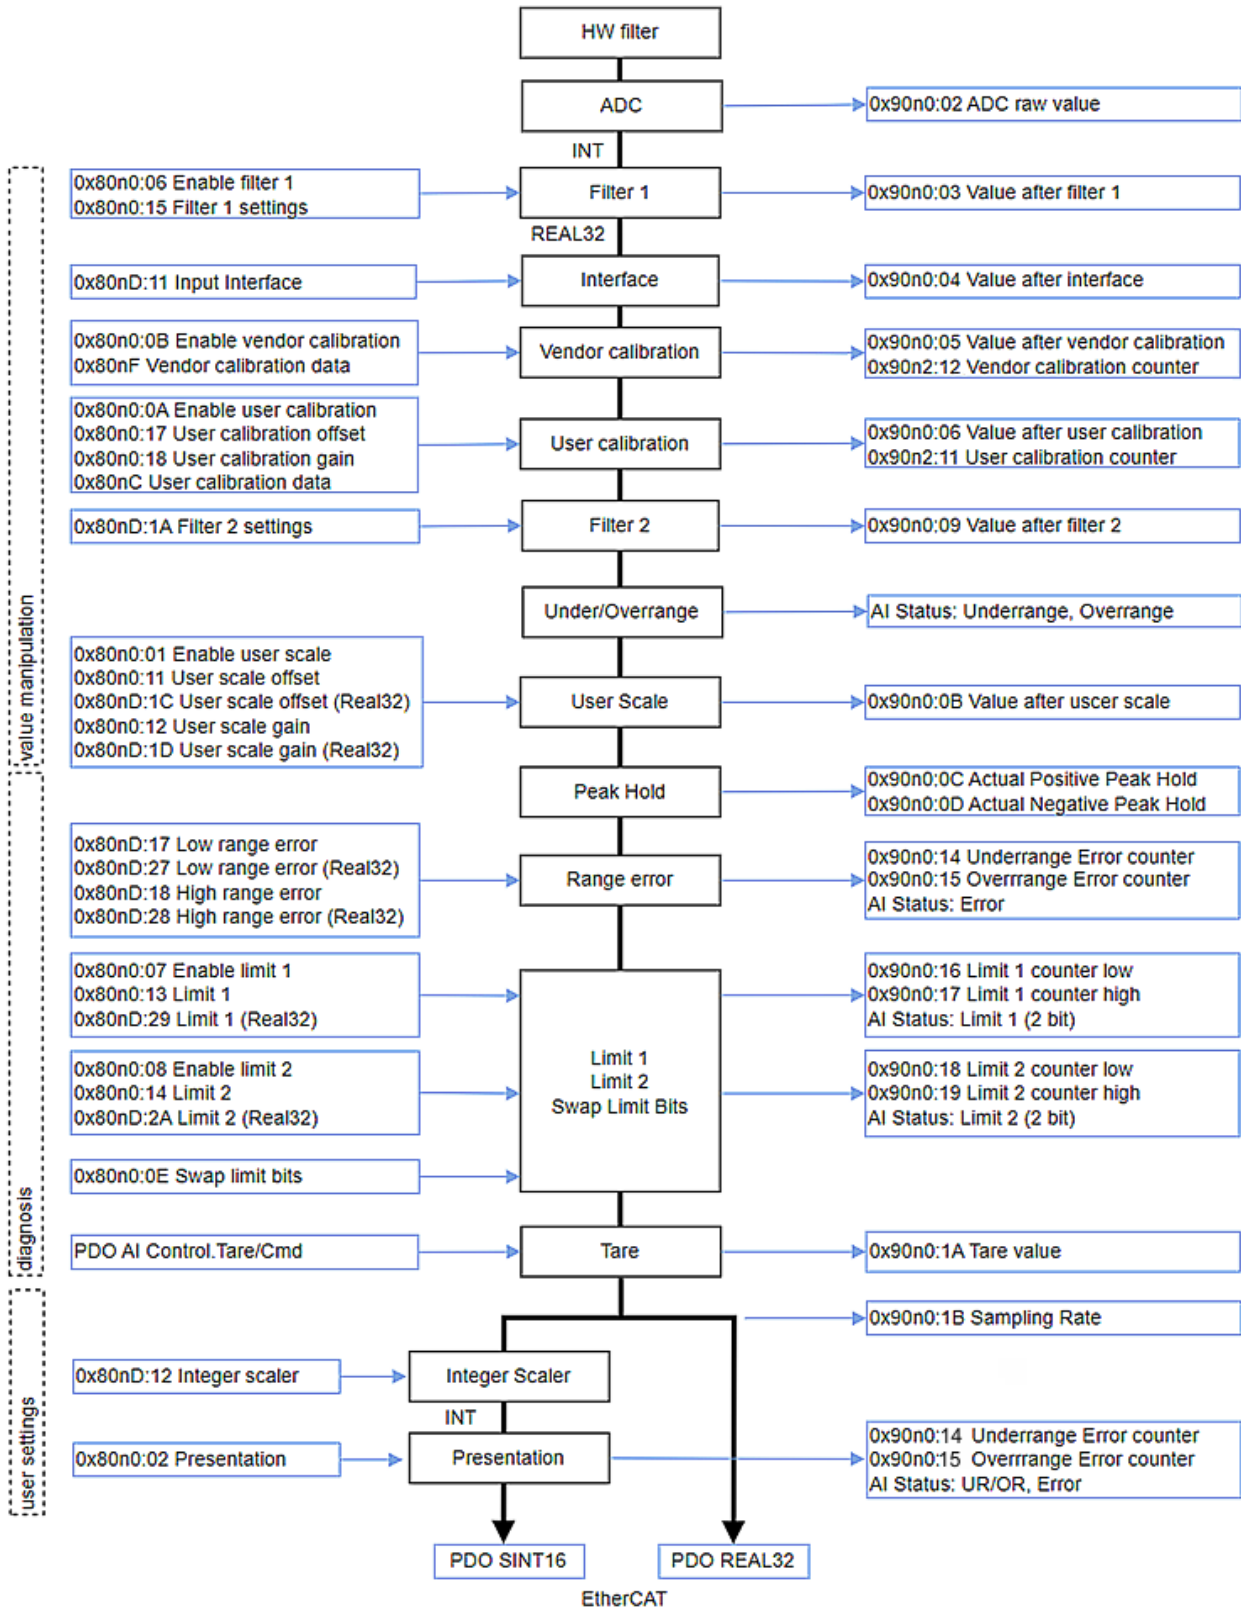 HW filter
ADC
0x90n0:02 ADC raw value
INT
0x80n0:06 Enable filter 1
0x80n0:15 Filter 1 settings
Filter 1
0x90n0:03 Value after filter 1
REAL32
0x80nD:11 Input Interface
Interface
0x90n0:04 Value after interface
0x80n0:0B Enable vendor calibration
0x80nF Vendor calibration data
Vendor calibration
0x90n0:05 Value after vendor calibration
0x90n2:12 Vendor calibration counter
0x80n0:0A Enable user calibration
0x80n0:17 User calibration offset
0x80n0:18 User calibration gain
0x80nC User calibration data
User calibration
0x90n0:06 Value after user calibration
0x90n2:11 User calibration counter
0x80nD:1A Filter 2 settings
Filter 2
0x90n0:09 Value after filter 2
Under/Overrange
AI Status: Underrange, Overrange
value manipulation
0x80n0:01 Enable user scale
0x80n0:11 User scale offset
0x80nD:1C User scale offset (Real32)
0x80n0:12 User scale gain
0x80nD:1D User scale gain (Real32)
User Scale
0x90n0:0B Value after uscer scale
Peak Hold
0x90n0:0C Actual Positive Peak Hold
0x90n0:0D Actual Negative Peak Hold
0x80nD:17 Low range error
0x80nD:27 Low range error (Real32)
0x80nD:18 High range error
0x80nD:28 High range error (Real32)
Range error
0x90n0:14 Underrange Error counter
0x90n0:15 Overrrange Error counter
AI Status: Error
0x80n0:07 Enable limit 1
0x80n0:13 Limit 1
0x80nD:29 Limit 1 (Real32)
0x90n0:16 Limit 1 counter low
0x90n0:17 Limit 1 counter high
AI Status: Limit 1 (2 bit)
Limit 1
Limit 2
Swap Limit Bits
0x80n0:08 Enable limit 2
0x80n0:14 Limit 2
0x80nD:2A Limit 2 (Real32)
0x90n0:18 Limit 2 counter low
0x90n0:19 Limit 2 counter high
AI Status: Limit 2 (2 bit)
0x80n0:0E Swap limit bits
diagnosis
PDO AI Control.Tare/Cmd
Tare
0x90n0:1A Tare value
0x90n0:1B Sampling Rate
0x80nD:12 Integer scaler
Integer Scaler
INT
user settings
0x80n0:02 Presentation
Presentation
0x90n0:14 Underrange Error counter
0x90n0:15 Overrrange Error counter
AI Status: UR/OR, Error
PDO SINT16
PDO REAL32
EtherCAT